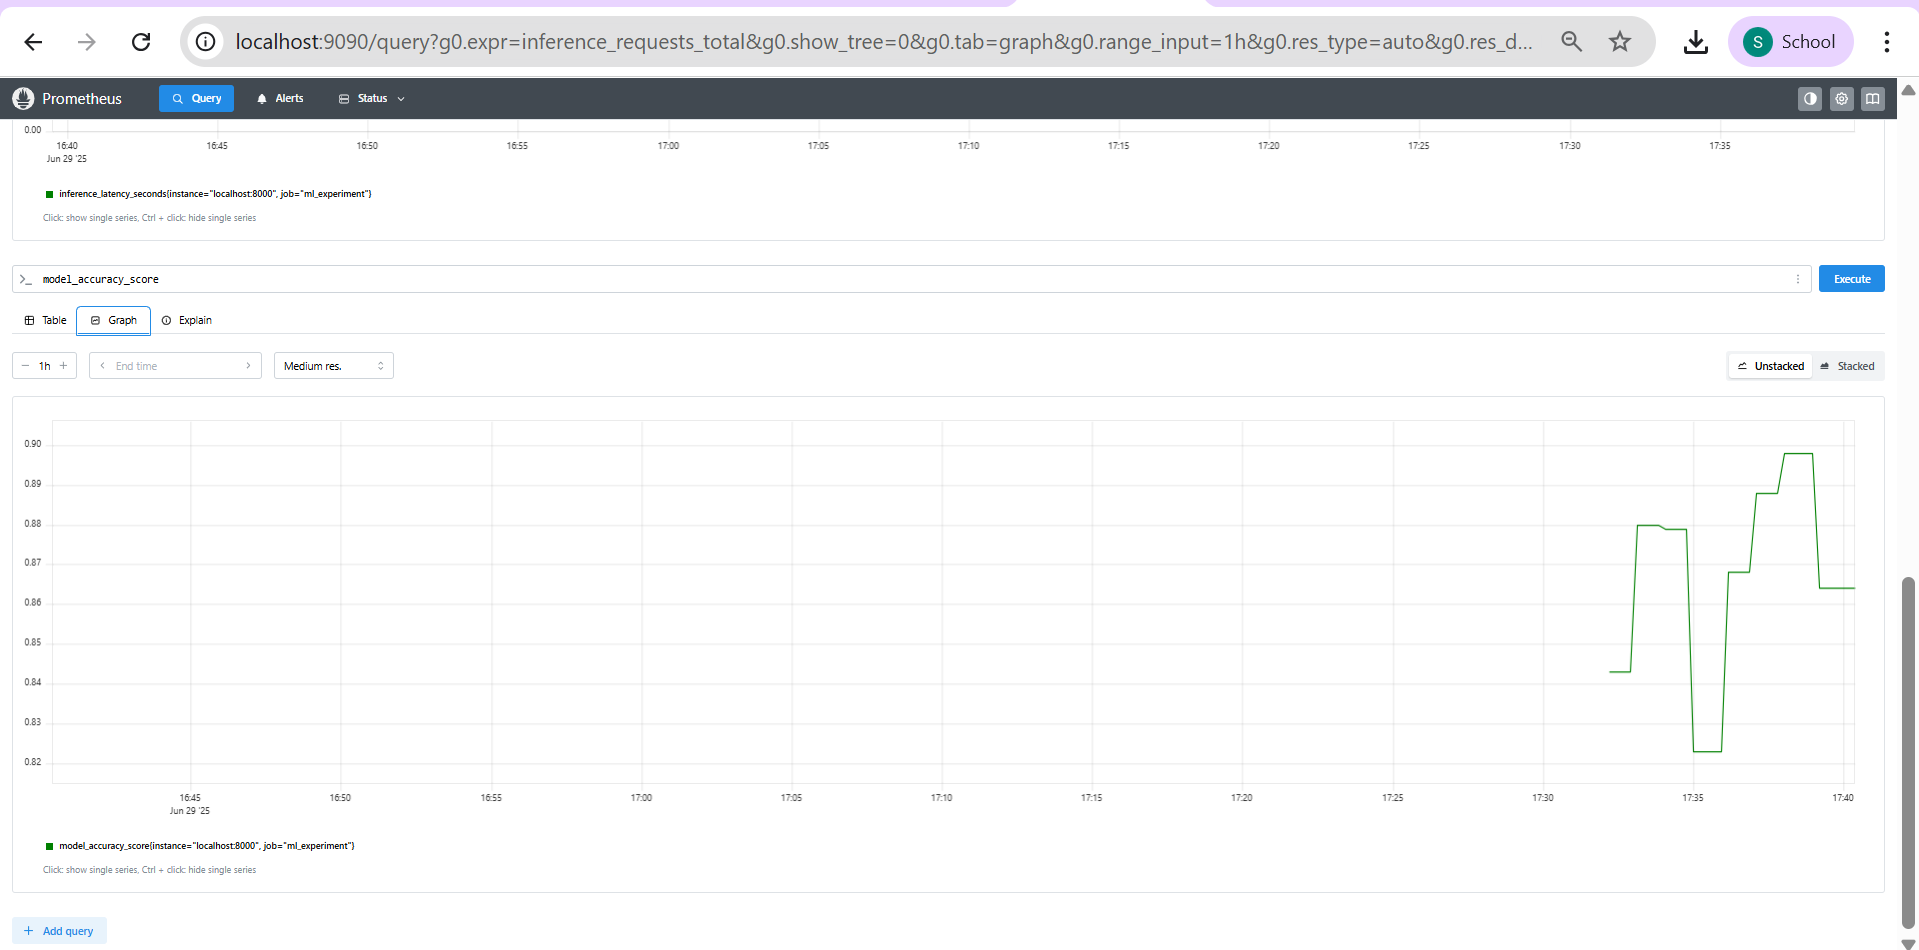 localhost:9090/query?g0.expr=inference_requests_total&g0.show_tree=0&g0.tab=graph&g0.range_input=1h&g0.res_type=auto&g0.res_d...
S School
Prometheus Query Alerts Status
0.00
16:40 16:45 16:50 16:55 17:00 17:05 17:10 17:15 17:20 17:25 17:30 17:35
Jun 29 '25
inference_latency_seconds{instance="localhost:8000", job="ml_experiment"}
Click: show single series, Ctrl + click: hide single series
>_ model_accuracy_score
Execute
Table Graph Explain
− 1h + < End time > Medium res.
Unstacked Stacked
0.90
0.89
0.88
0.87
0.86
0.85
0.84
0.83
0.82
16:45 16:50 16:55 17:00 17:05 17:10 17:15 17:20 17:25 17:30 17:35 17:40
Jun 29 '25
model_accuracy_score{instance="localhost:8000", job="ml_experiment"}
Click: show single series, Ctrl + click: hide single series
+ Add query